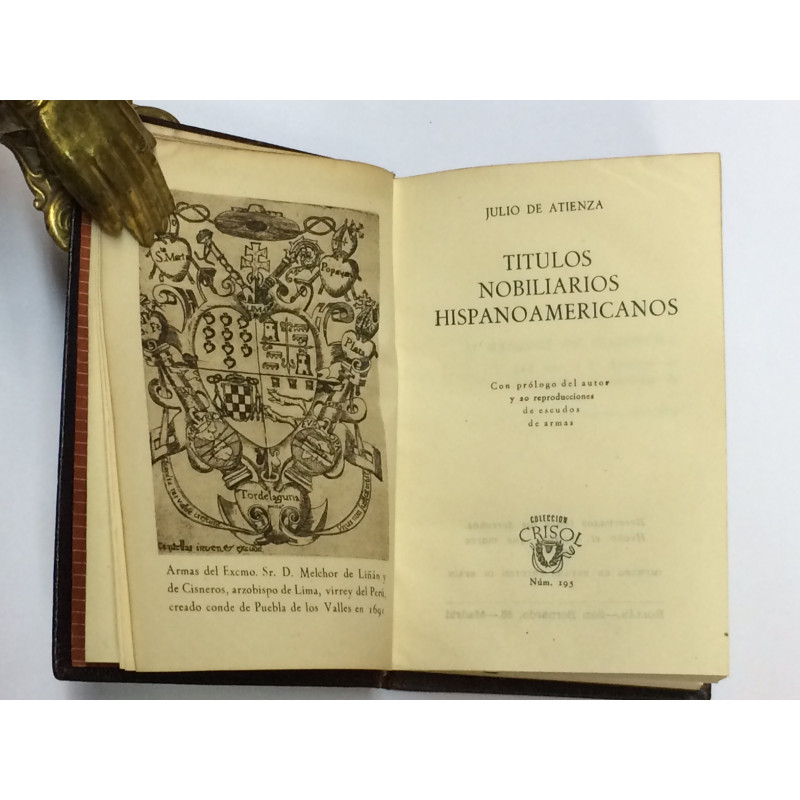 Sta Marta
Popayan
Plata
Tordelaguna
Armas del Excmo. Sr. D. Melchor de Liñán y
de Cisneros, arzobispo de Lima, virrey del Perú,
creado conde de Puebla de los Valles en 1691
JULIO DE ATIENZA
TITULOS
NOBILIARIOS
HISPANOAMERICANOS
Con prólogo del autor
y 20 reproducciones
de escudos
de armas
COLECCION
CRISOL
Núm. 193